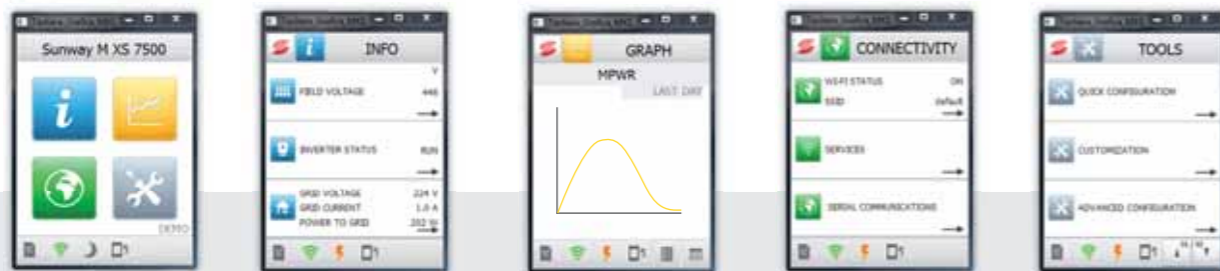 Sunway M XS 7500
DEMO
INFO
V
FIELD VOLTAGE 446
INVERTER STATUS RUN
GRID VOLTAGE 224 V
GRID CURRENT 1.0 A
POWER TO GRID 202 W
GRAPH
MPWR
LAST DAY
CONNECTIVITY
WI-FI STATUS ON
SSID default
SERVICES
SERIAL COMMUNICATIONS
TOOLS
QUICK CONFIGURATION
CUSTOMIZATION
ADVANCED CONFIGURATION